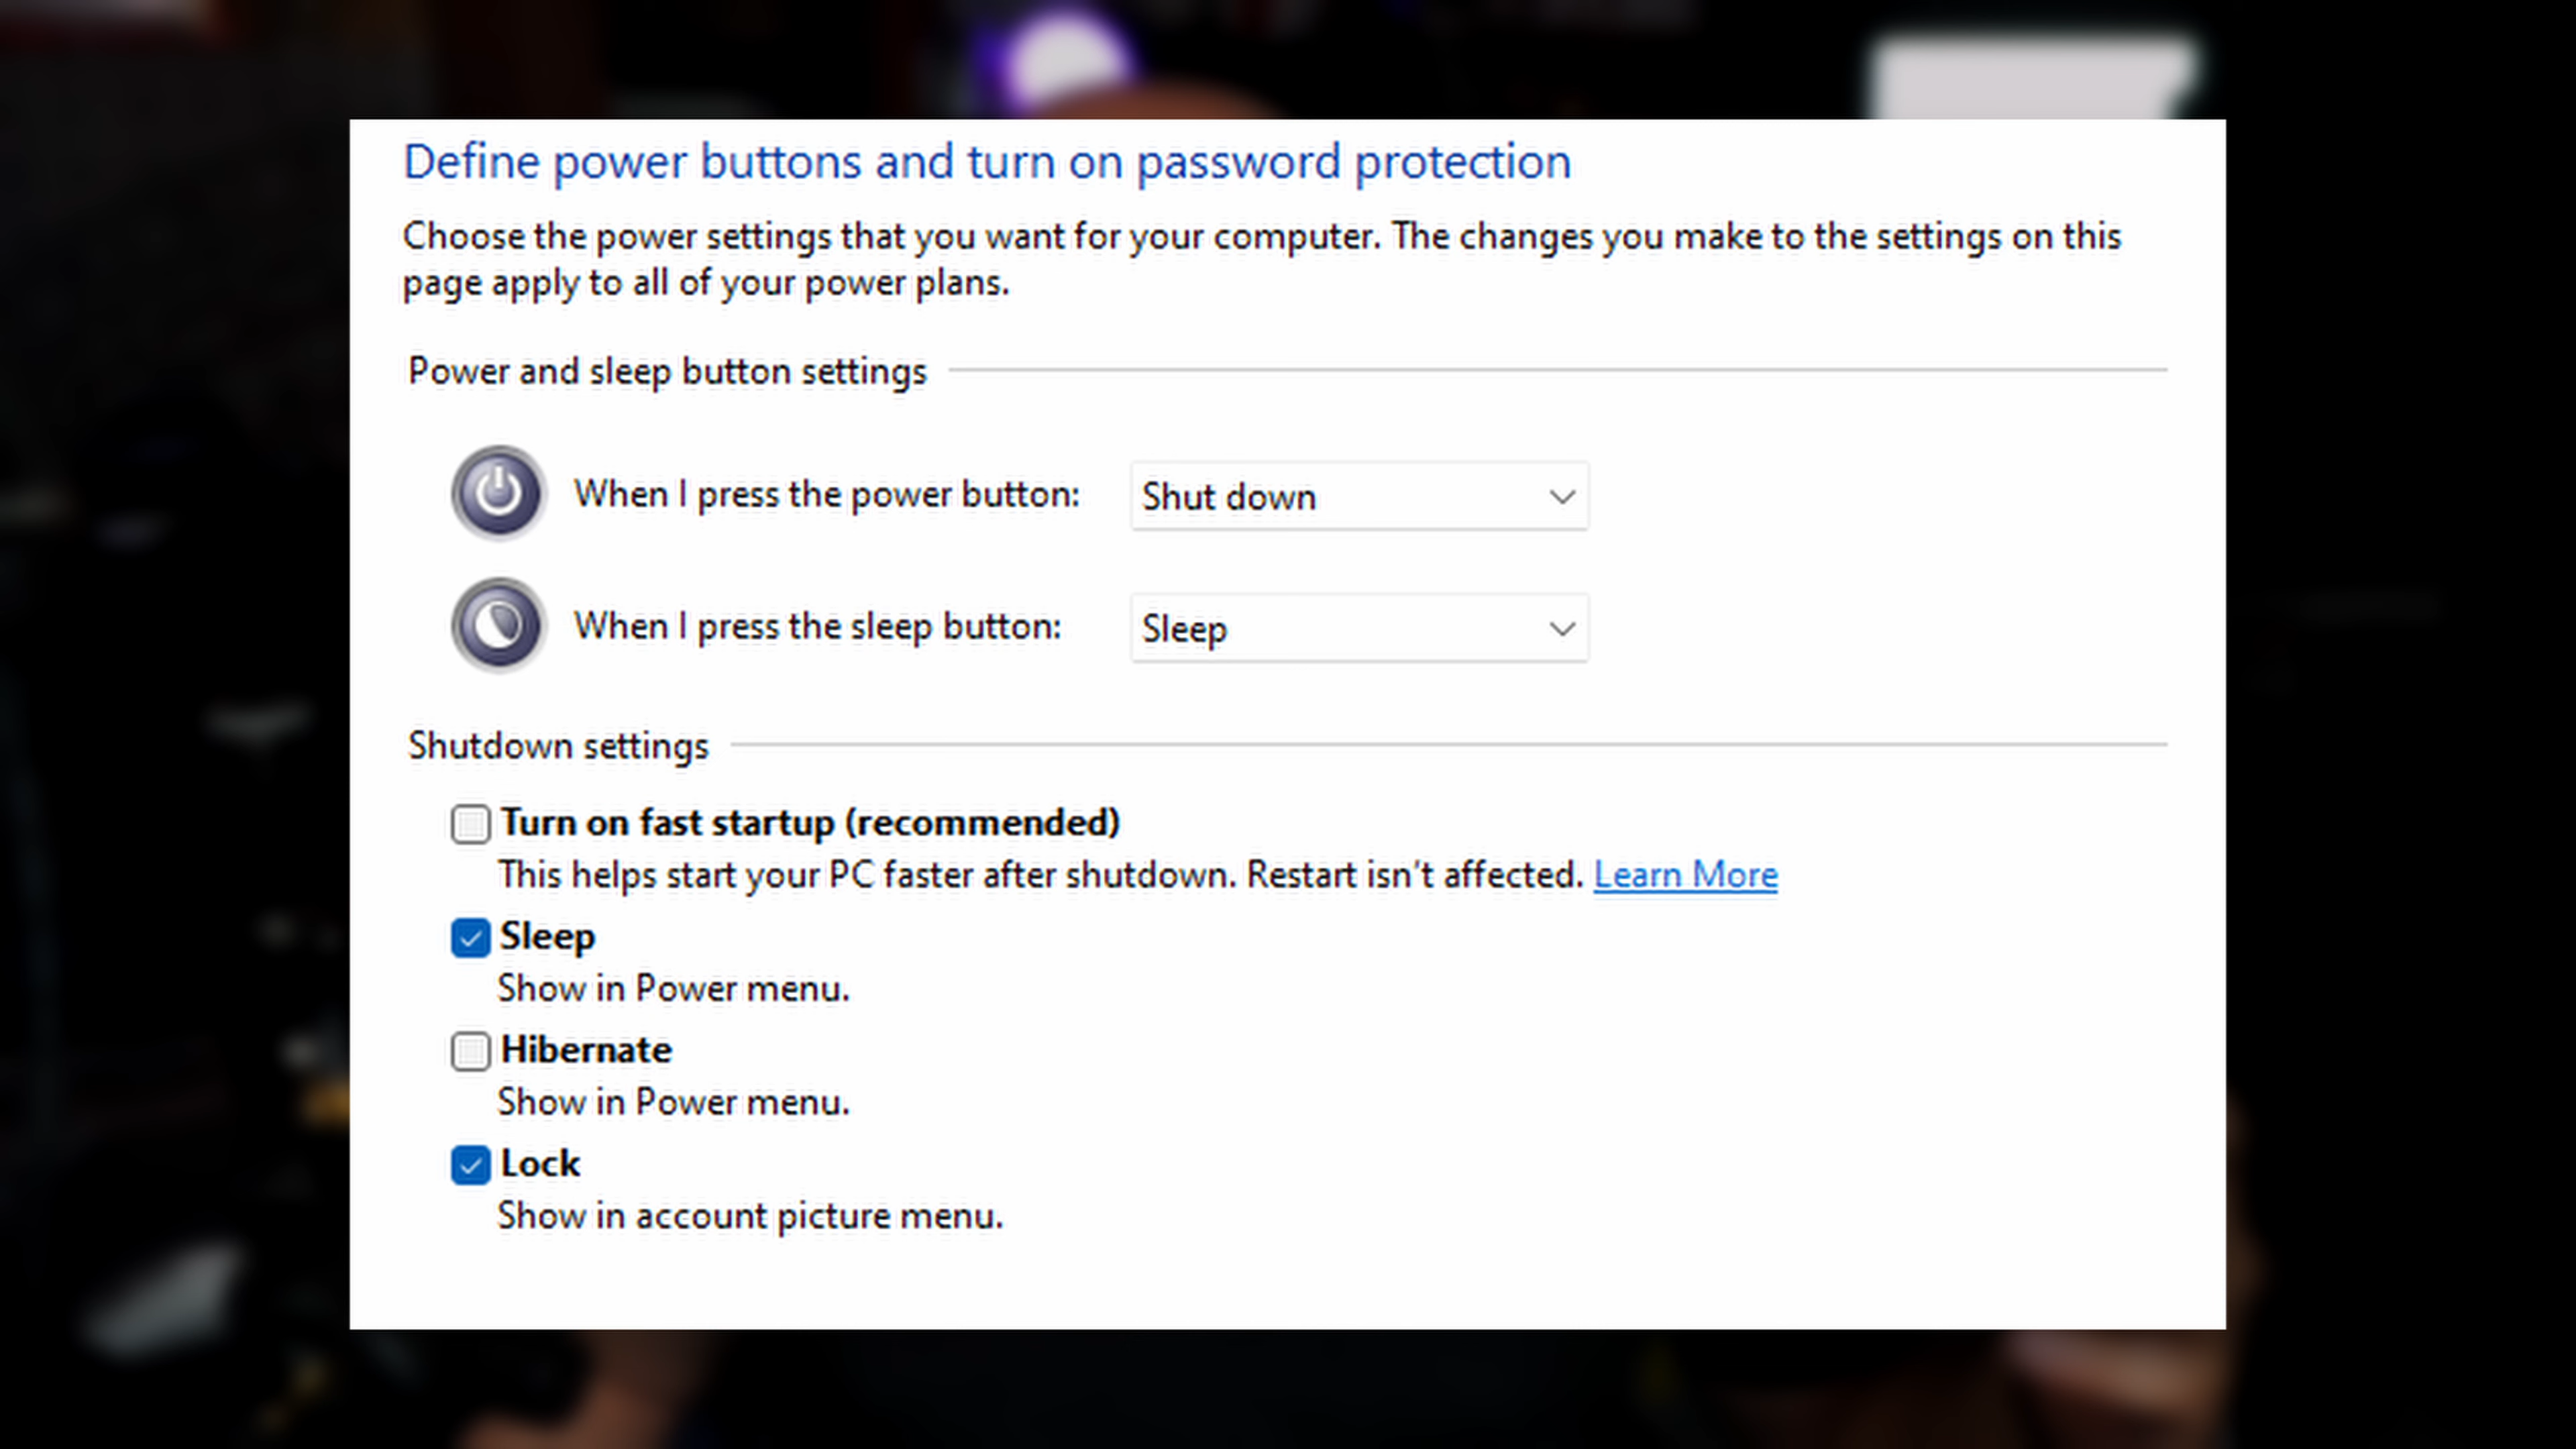 Define power buttons and turn on password protection
Choose the power settings that you want for your computer. The changes you make to the settings on this
page apply to all of your power plans.
Power and sleep button settings
When I press the power button: Shut down
When I press the sleep button: Sleep
Shutdown settings
Turn on fast startup (recommended)
This helps start your PC faster after shutdown. Restart isn't affected. Learn More
Sleep
Show in Power menu.
Hibernate
Show in Power menu.
Lock
Show in account picture menu.